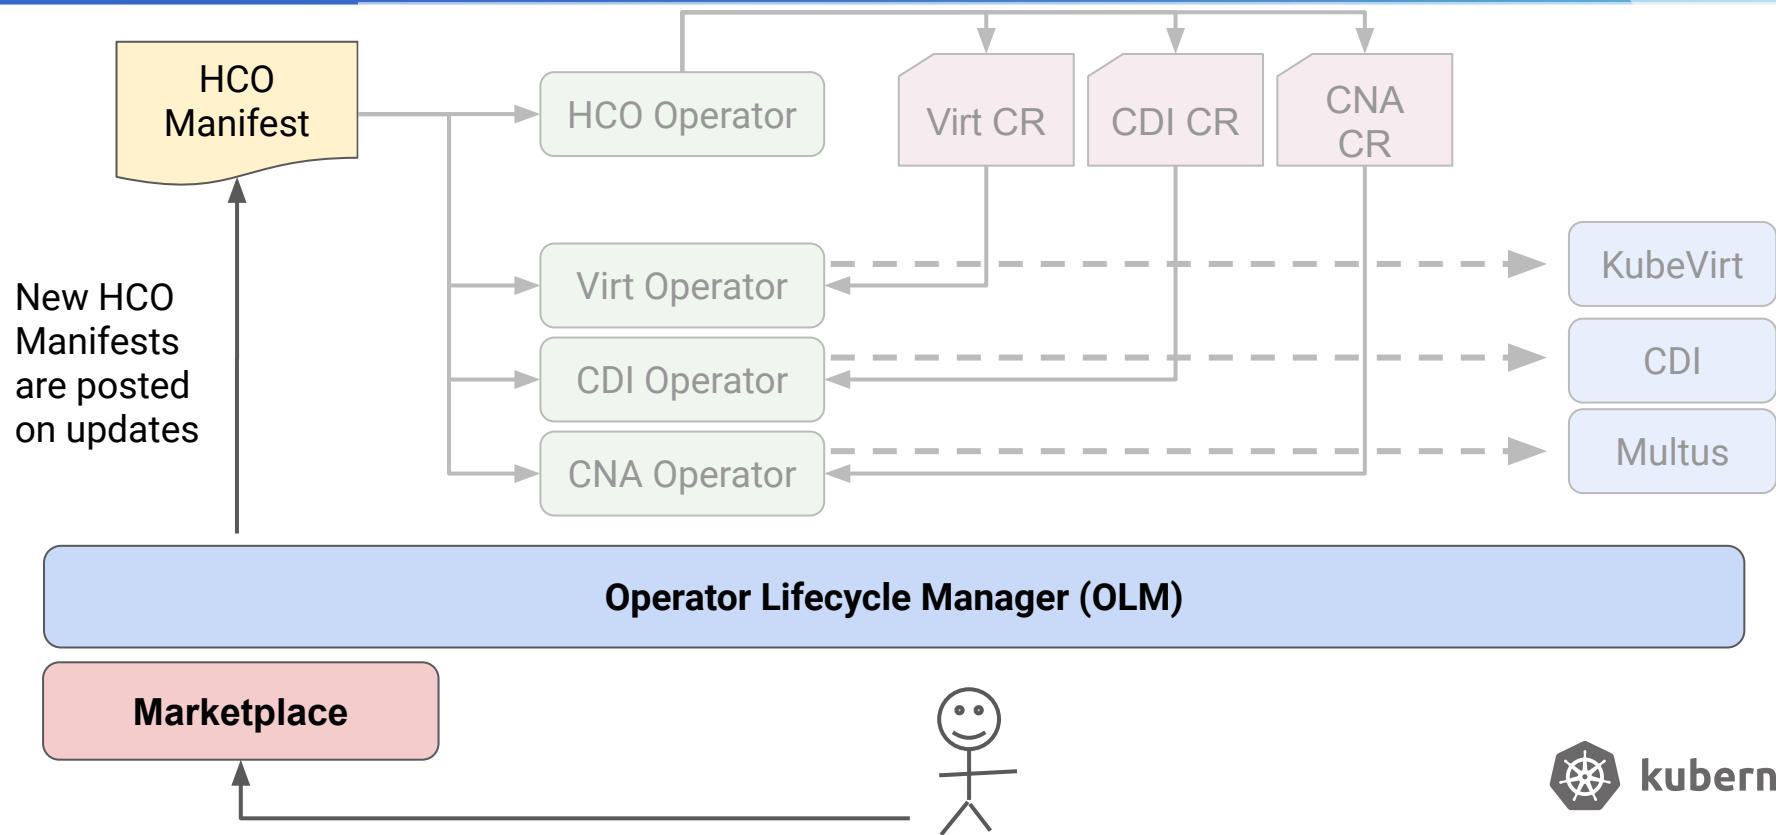 HCO
Manifest
HCO Operator
Virt CR
CDI CR
CNA
CR
New HCO
Manifests
are posted
on updates
Virt Operator
CDI Operator
CNA Operator
KubeVirt
CDI
Multus
Operator Lifecycle Manager (OLM)
Marketplace
kubern